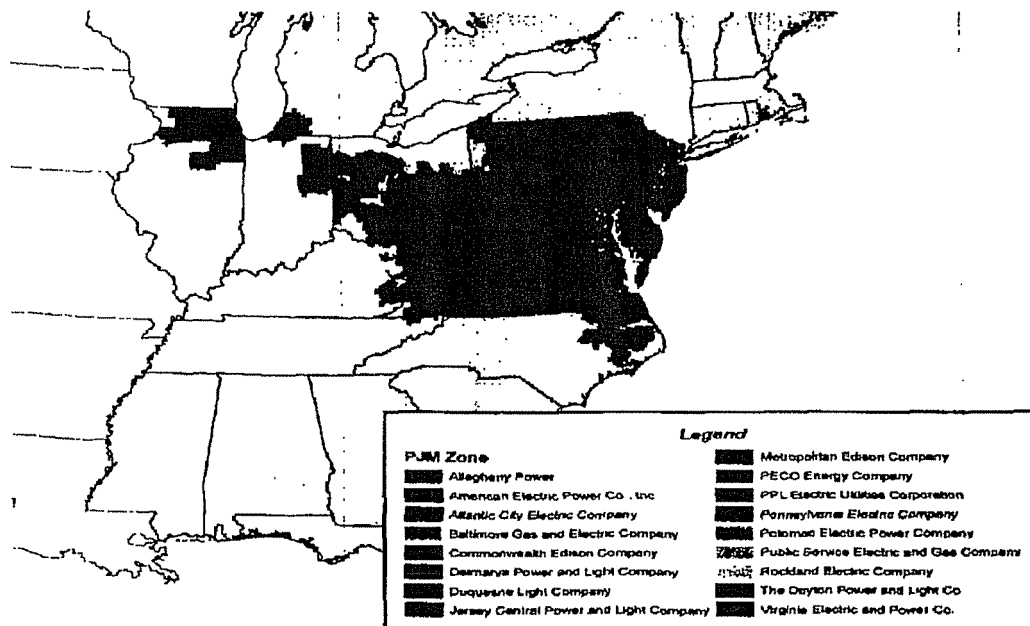 Legend
PJM Zone
Allegheny Power
American Electric Power Co., Inc
Atlantic City Electric Company
Baltimore Gas and Electric Company
Commonwealth Edison Company
Delmarva Power and Light Company
Duquesne Light Company
Jersey Central Power and Light Company
Metropolitan Edison Company
PECO Energy Company
PPL Electric Utilities Corporation
Pennsylvania Electric Company
Potomac Electric Power Company
Public Service Electric and Gas Company
Rockland Electric Company
The Dayton Power and Light Co
Virginia Electric and Power Co.